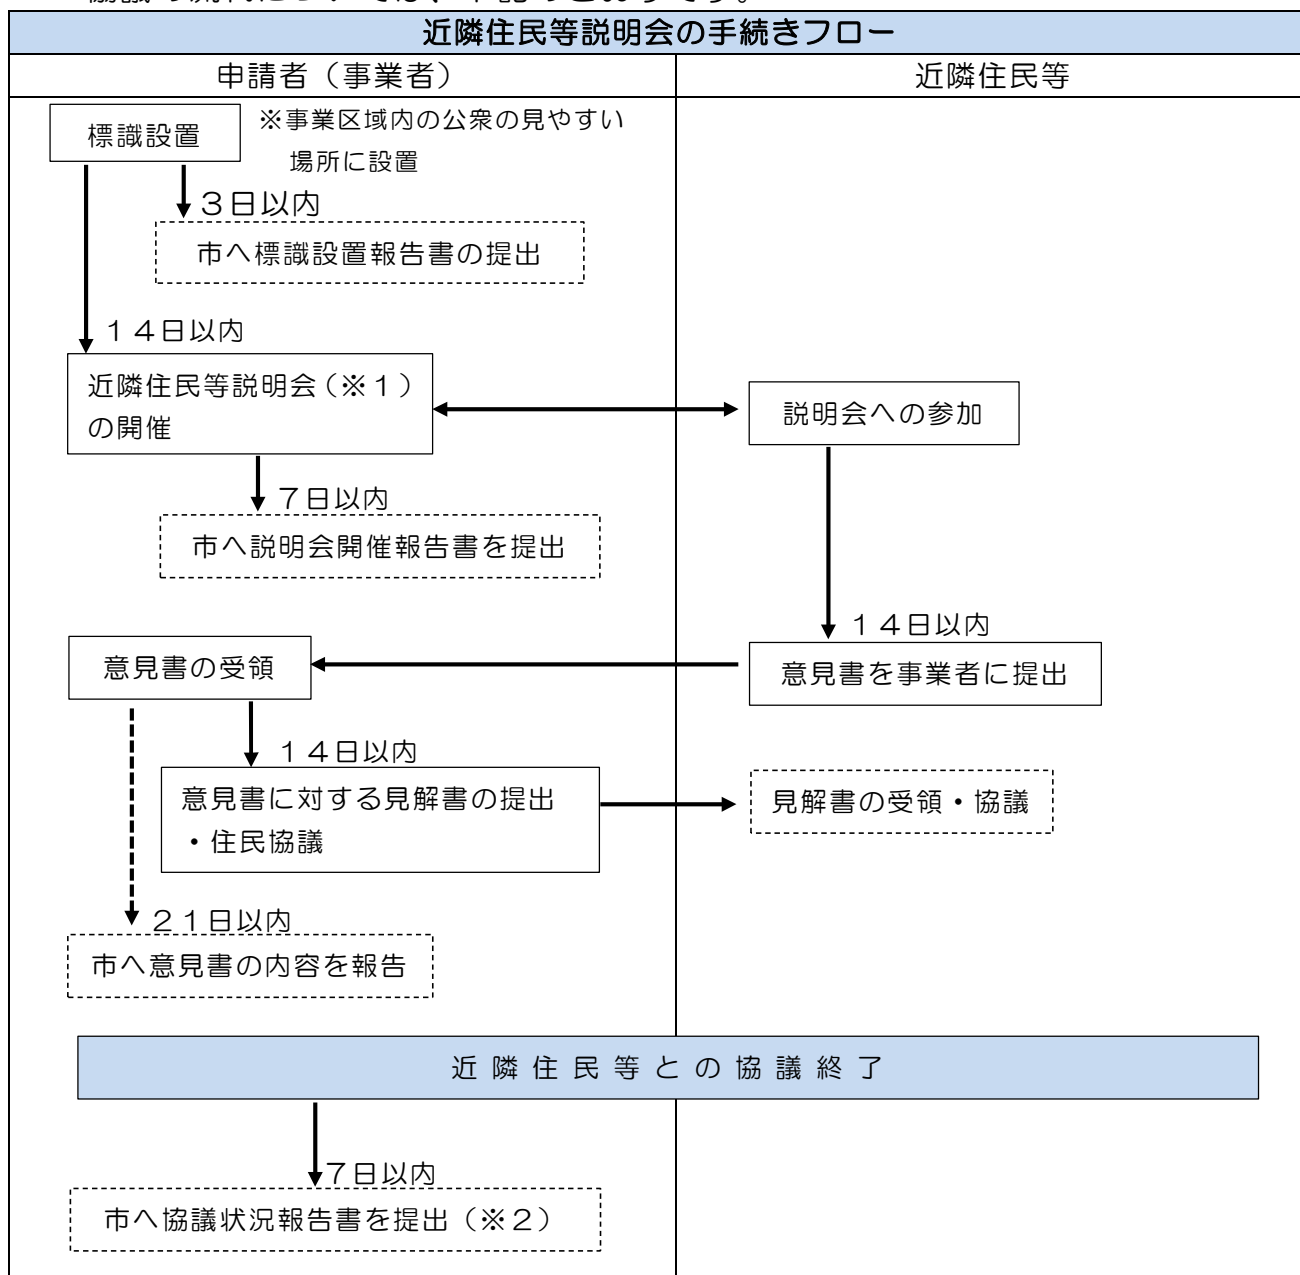 近隣住民等説明会の手続きフロー
申請者（事業者）
近隣住民等
標識設置
※事業区域内の公衆の見やすい
場所に設置
３日以内
市へ標識設置報告書の提出
１４日以内
近隣住民等説明会（※１）
の開催
説明会への参加
７日以内
市へ説明会開催報告書を提出
１４日以内
意見書の受領
意見書を事業者に提出
１４日以内
意見書に対する見解書の提出
・住民協議
見解書の受領・協議
２１日以内
市へ意見書の内容を報告
近隣住民等との協議終了
７日以内
市へ協議状況報告書を提出（※２）